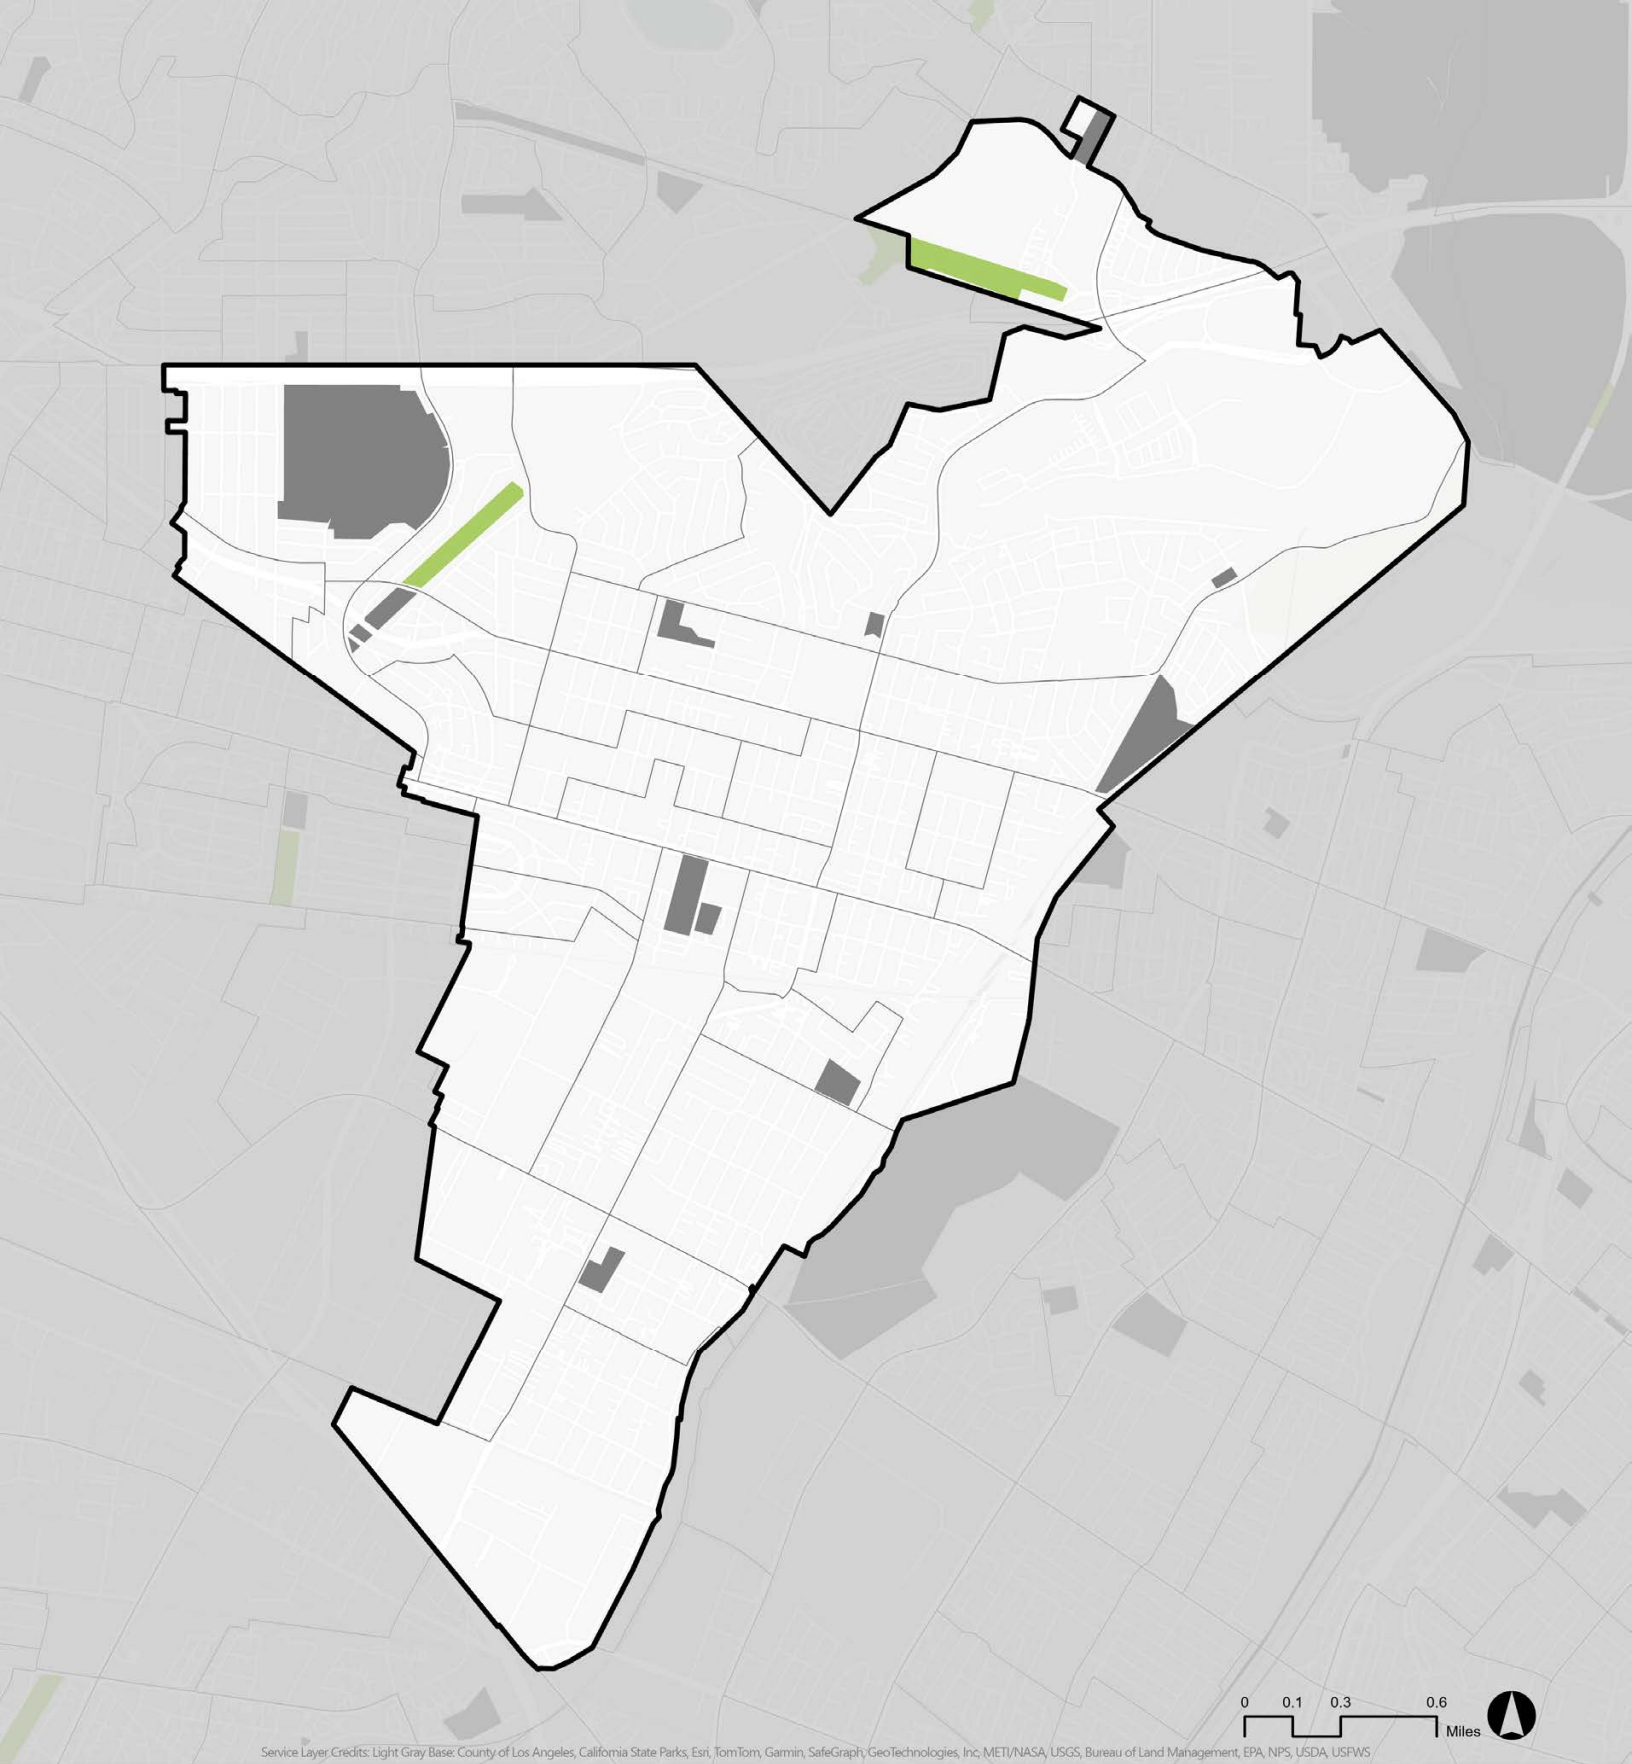 0 0.1 0.3 0.6
Miles
Service Layer Credits: Light Gray Base: County of Los Angeles, California State Parks, Esri, TomTom, Garmin, SafeGraph, GeoTechnologies, Inc, METI/NASA, USGS, Bureau of Land Management, EPA, NPS, USDA, USFWS